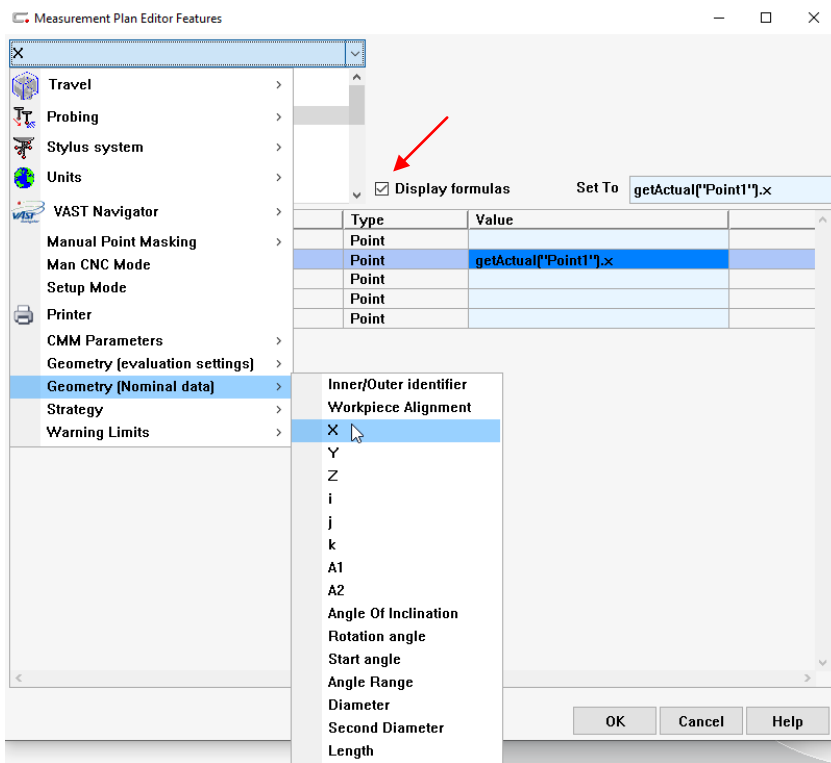 Measurement Plan Editor Features
X
Travel
Probing
Stylus system
Units
VAST Navigator
Manual Point Masking
Man CNC Mode
Setup Mode
Printer
CMM Parameters
Geometry (evaluation settings)
Geometry (Nominal data)
Strategy
Warning Limits
Display formulas
Set To
getActual("Point1").x
Type Value
Point
Point getActual("Point1").x
Point
Point
Point
Inner/Outer identifier
Workpiece Alignment
X
Y
Z
i
j
k
A1
A2
Angle Of Inclination
Rotation angle
Start angle
Angle Range
Diameter
Second Diameter
Length
OK Cancel Help